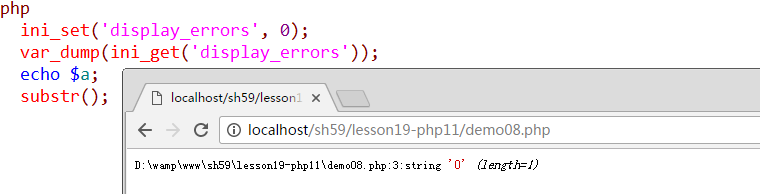 php
ini_set('display_errors', 0);
var_dump(ini_get('display_errors'));
echo $a;
substr();
localhost/sh59/lesson1
localhost/sh59/lesson19-php11/demo08.php
D:\wamp\www\sh59\lesson19-php11\demo08.php:3:string '0' (length=1)